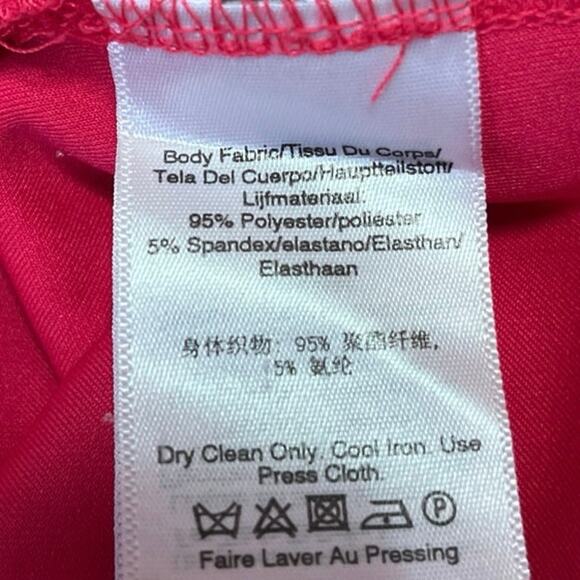 Body Fabric/Tissu Du Corps/
Tela Del Cuerpo/Hauptteilstoff/
Lijfmateriaal:
95% Polyester/poliester
5% Spandex/elastano/Elasthan/
Elasthaan
身体织物: 95% 聚酯纤维,
5% 氨纶
Dry Clean Only. Cool Iron. Use
Press Cloth.
P
Faire Laver Au Pressing